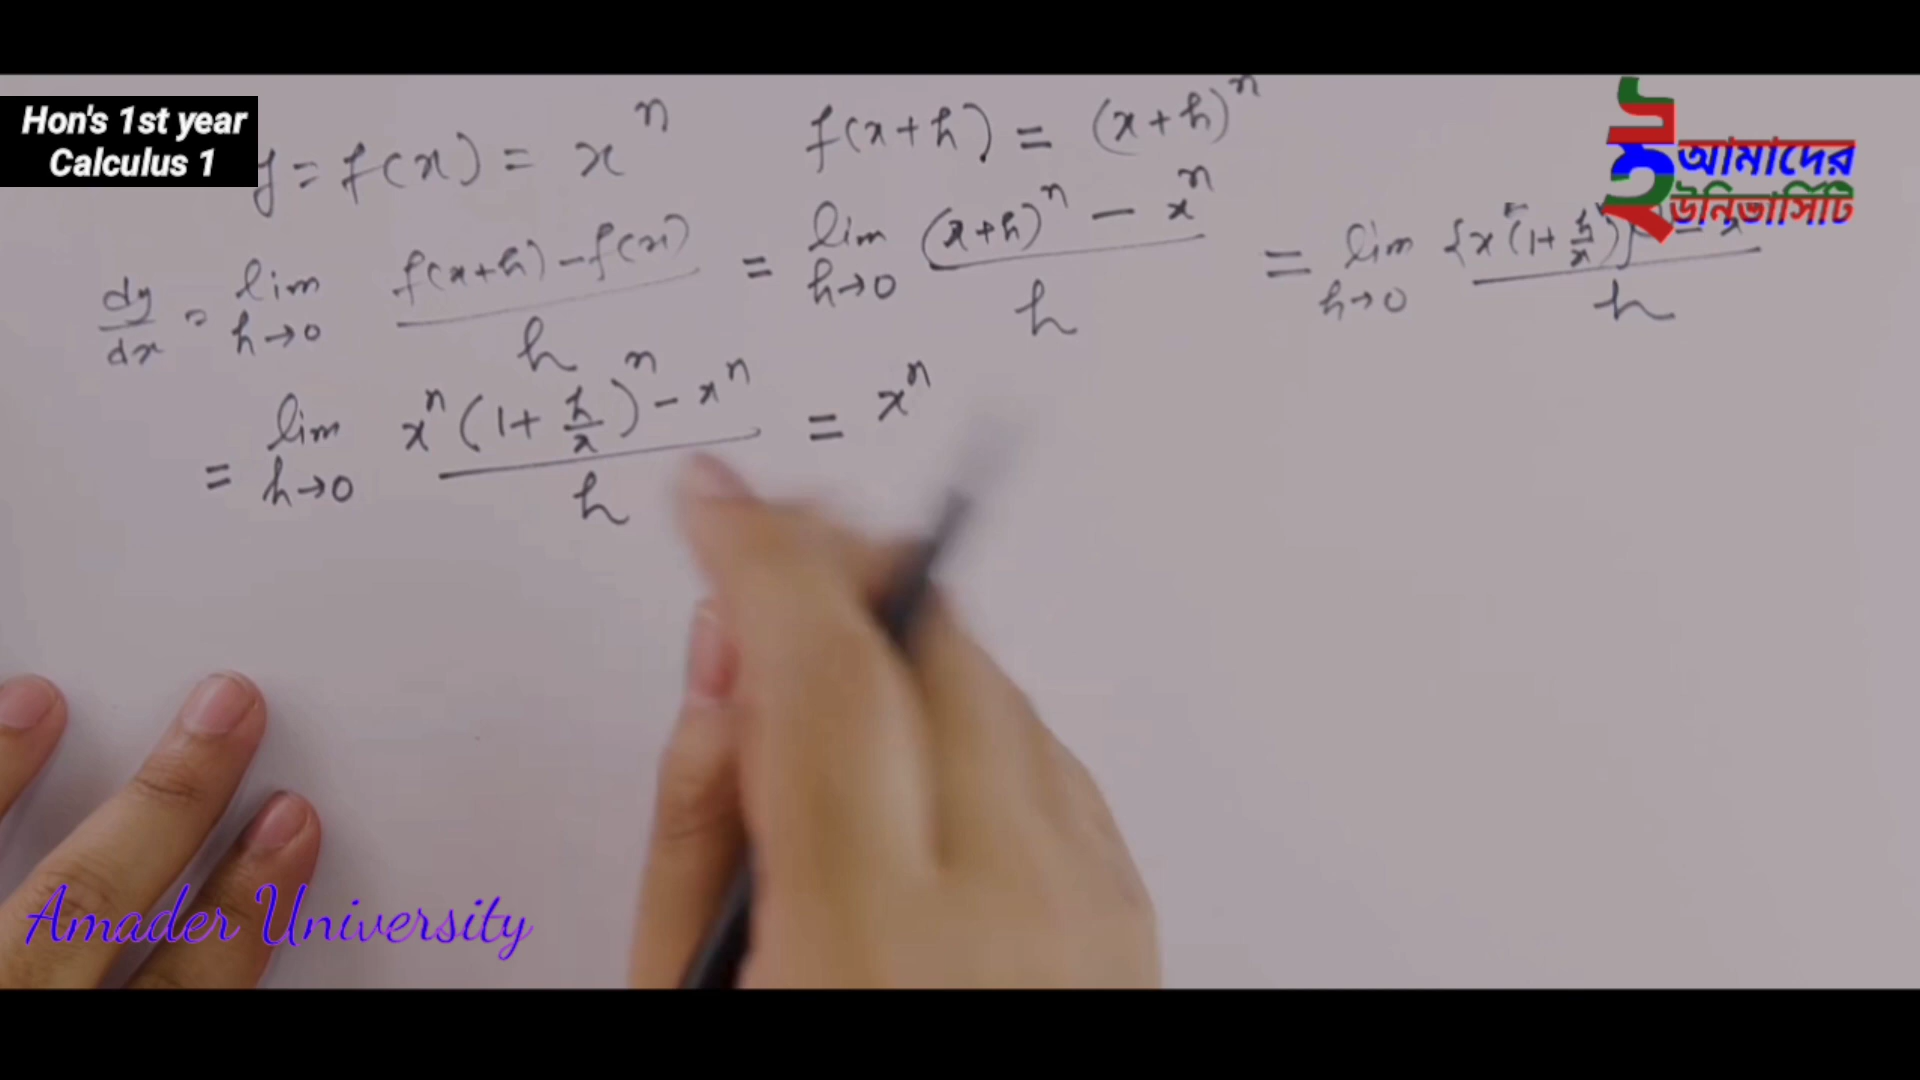 Hon's 1st year
Calculus 1
y = f(x) = x^n f(x+h) = (x+h)^n
dy/dx = lim h→0 f(x+h) - f(x) / h = lim h→0 (x+h)^n - x^n / h = lim h→0 {x(1+ h/x)} - x / h
= lim h→0 x^n (1+ h/x)^n - x^n / h = x^n
আমাদের
ইউনিভার্সিটি
Amader University